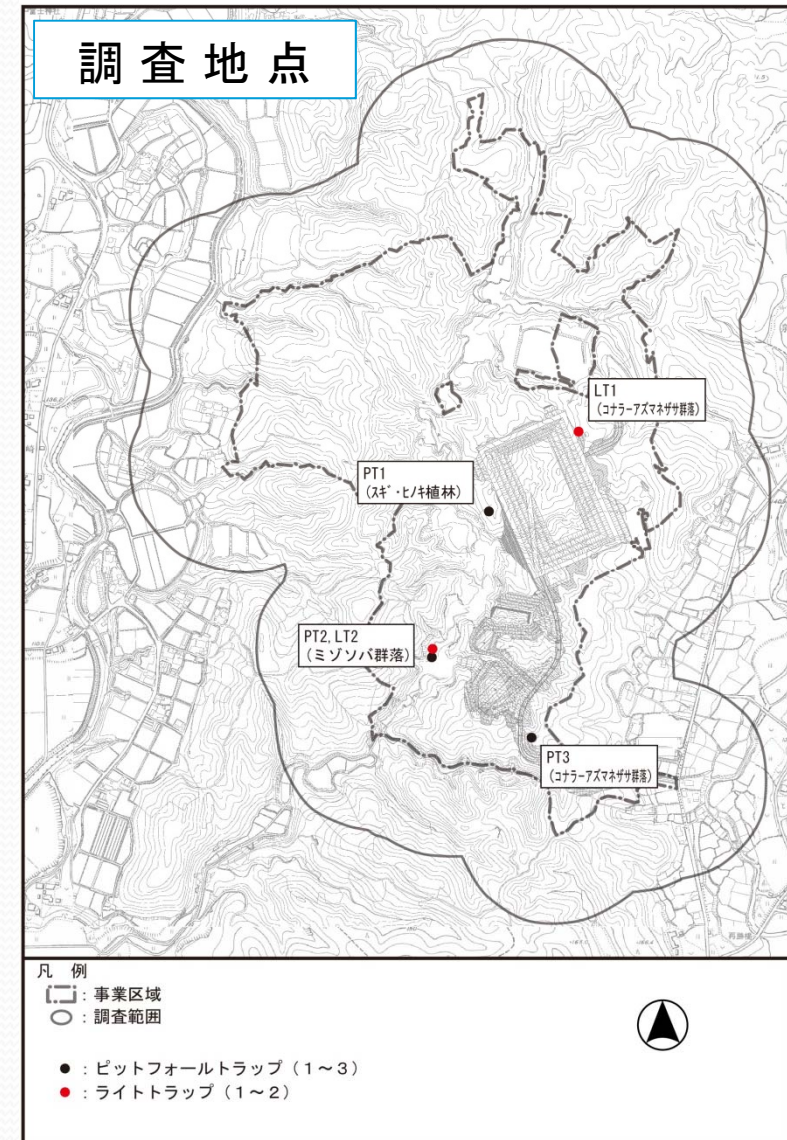 調査地点
LT1
(コナラーアズマネザサ群落)
PT1
(スギ・ヒノキ植林)
PT2, LT2
(ミゾソバ群落)
PT3
(コナラーアズマネザサ群落)
凡 例
: 事業区域
: 調査範囲
: ピットフォールトラップ(1~3)
: ライトトラップ(1~2)